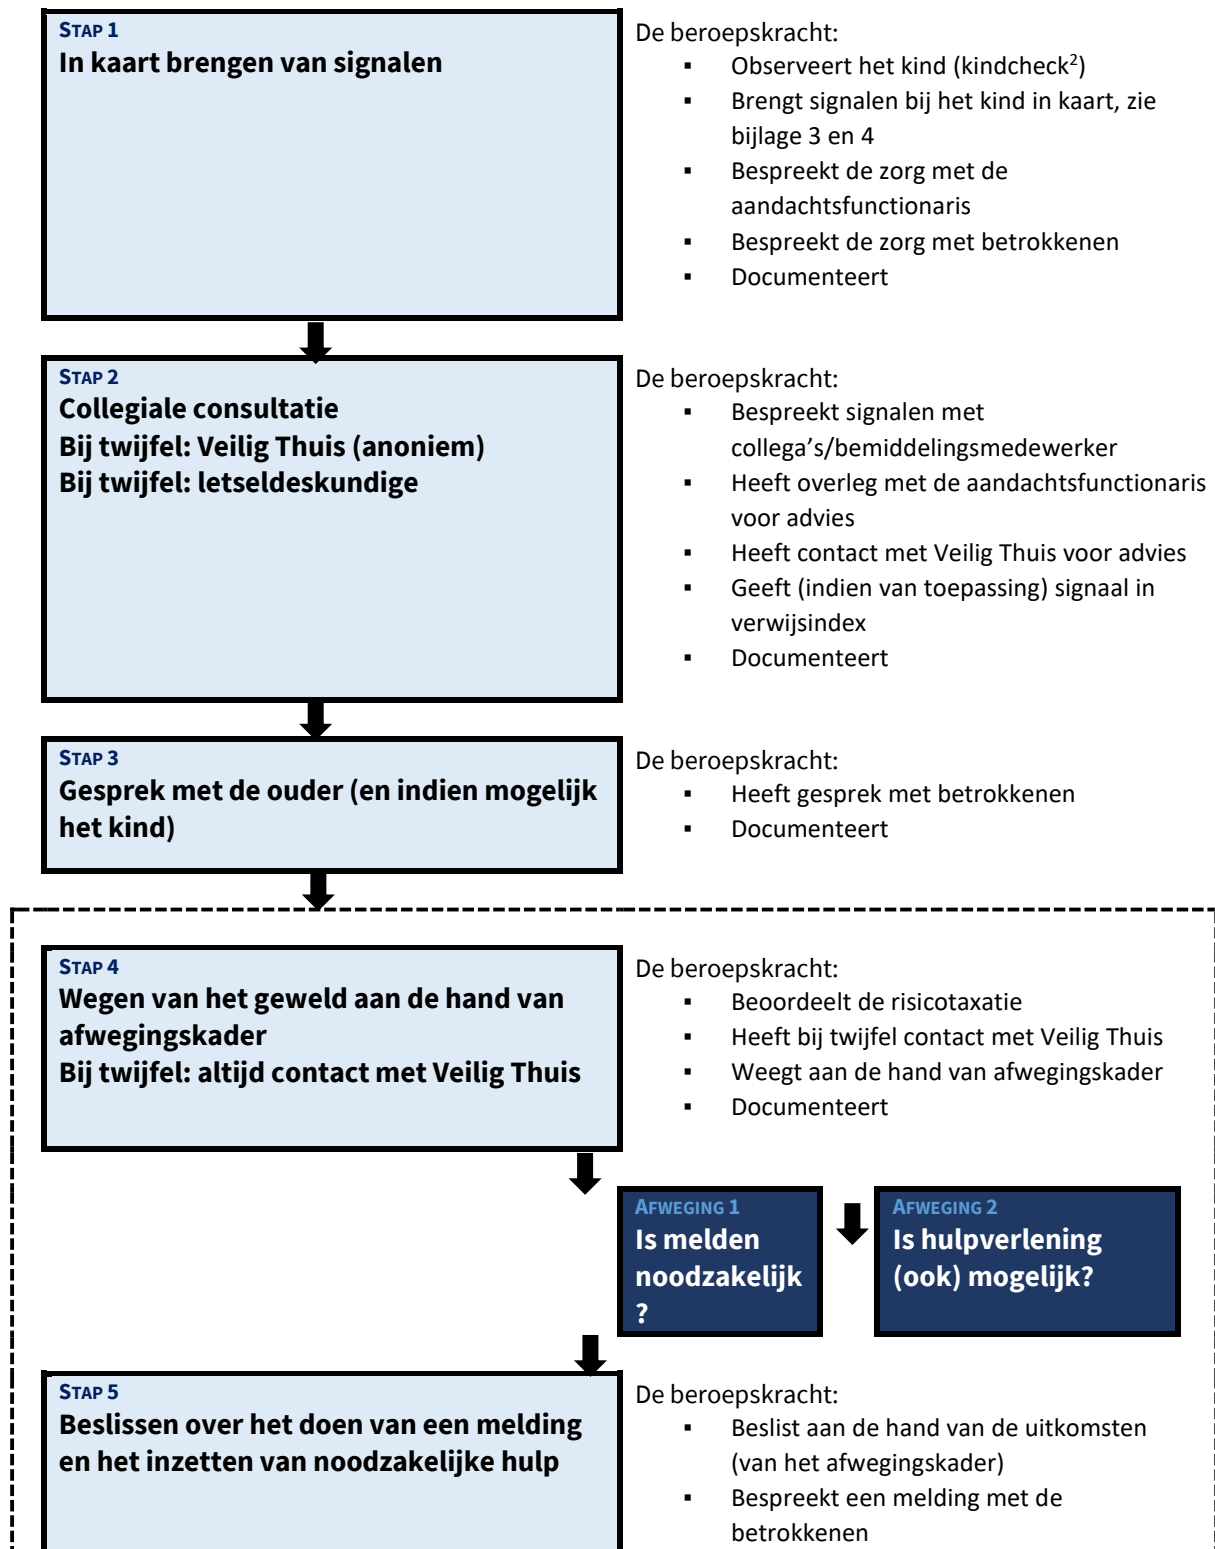 STAP 1
In kaart brengen van signalen
De beroepskracht:
▪ Observeert het kind (kindcheck²)
▪ Brengt signalen bij het kind in kaart, zie
bijlage 3 en 4
▪ Bespreekt de zorg met de
aandachtsfunctionaris
▪ Bespreekt de zorg met betrokkenen
▪ Documenteert
STAP 2
Collegiale consultatie
Bij twijfel: Veilig Thuis (anoniem)
Bij twijfel: letseldeskundige
De beroepskracht:
▪ Bespreekt signalen met
collega’s/bemiddelingsmedewerker
▪ Heeft overleg met de aandachtsfunctionaris
voor advies
▪ Heeft contact met Veilig Thuis voor advies
▪ Geeft (indien van toepassing) signaal in
verwijsindex
▪ Documenteert
STAP 3
Gesprek met de ouder (en indien mogelijk
het kind)
De beroepskracht:
▪ Heeft gesprek met betrokkenen
▪ Documenteert
STAP 4
Wegen van het geweld aan de hand van
afwegingskader
Bij twijfel: altijd contact met Veilig Thuis
De beroepskracht:
▪ Beoordeelt de risicotaxatie
▪ Heeft bij twijfel contact met Veilig Thuis
▪ Weegt aan de hand van afwegingskader
▪ Documenteert
AFWEGING 1
Is melden
noodzakelijk
?
AFWEGING 2
Is hulpverlening
(ook) mogelijk?
STAP 5
Beslissen over het doen van een melding
en het inzetten van noodzakelijke hulp
De beroepskracht:
▪ Beslist aan de hand van de uitkomsten
(van het afwegingskader)
▪ Bespreekt een melding met de
betrokkenen